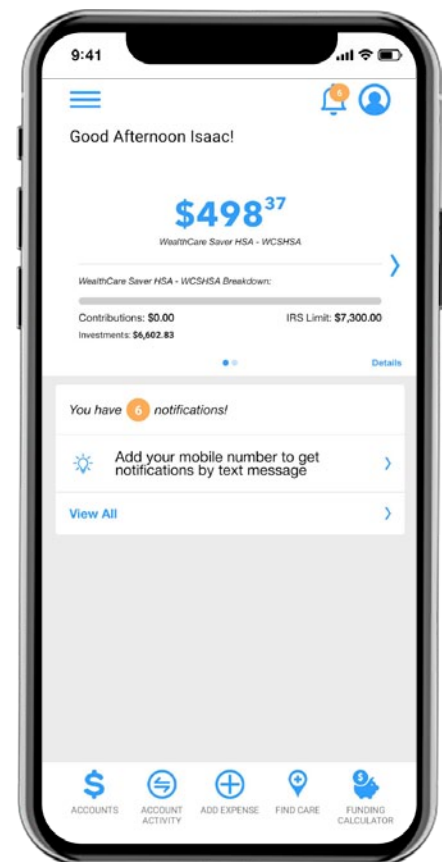 9:41
6
Good Afternoon Isaac!
$498 37
WealthCare Saver HSA - WCSHSA
WealthCare Saver HSA - WCSHSA Breakdown:
Contributions: $0.00 IRS Limit: $7,300.00
Investments: $6,602.83
Details
You have 6 notifications!
Add your mobile number to get
notifications by text message
View All
ACCOUNTS
ACCOUNT
ACTIVITY
ADD EXPENSE
FIND CARE
FUNDING
CALCULATOR